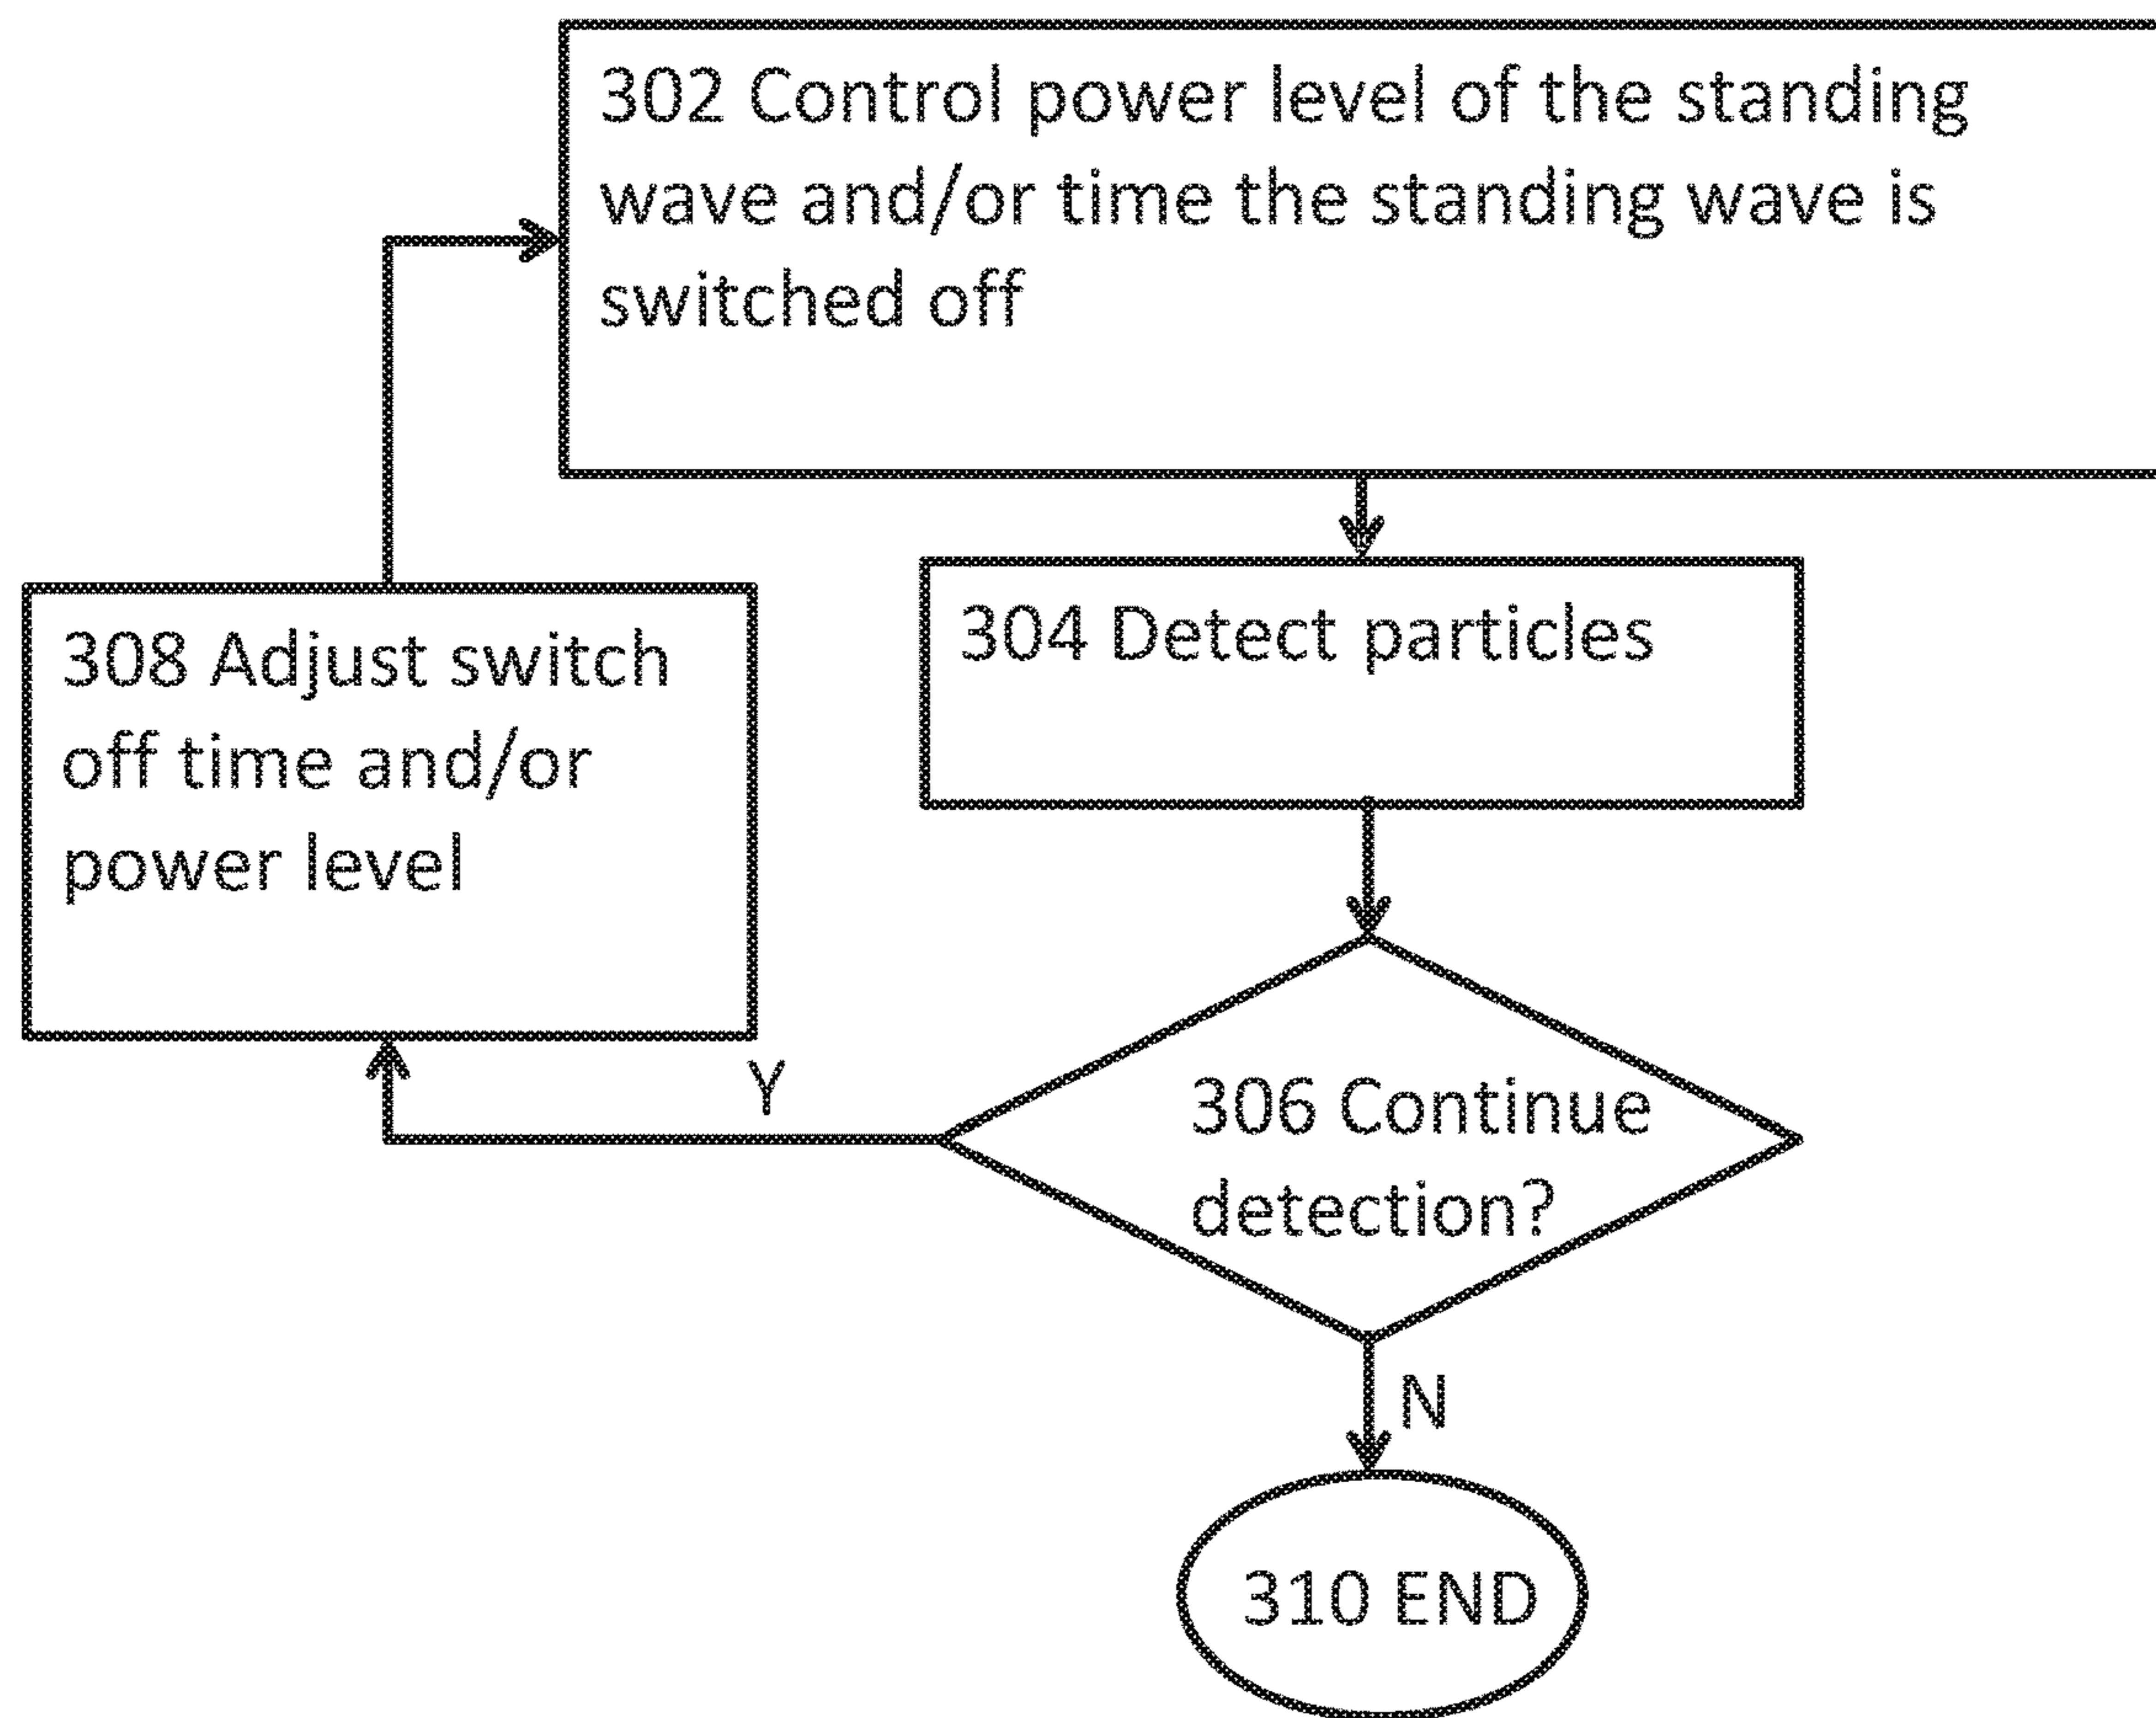 302 Control power level of the standing
wave and/or time the standing wave is
switched off
304 Detect particles
308 Adjust switch
off time and/or
power level
Y
306 Continue
detection?
N
310 END